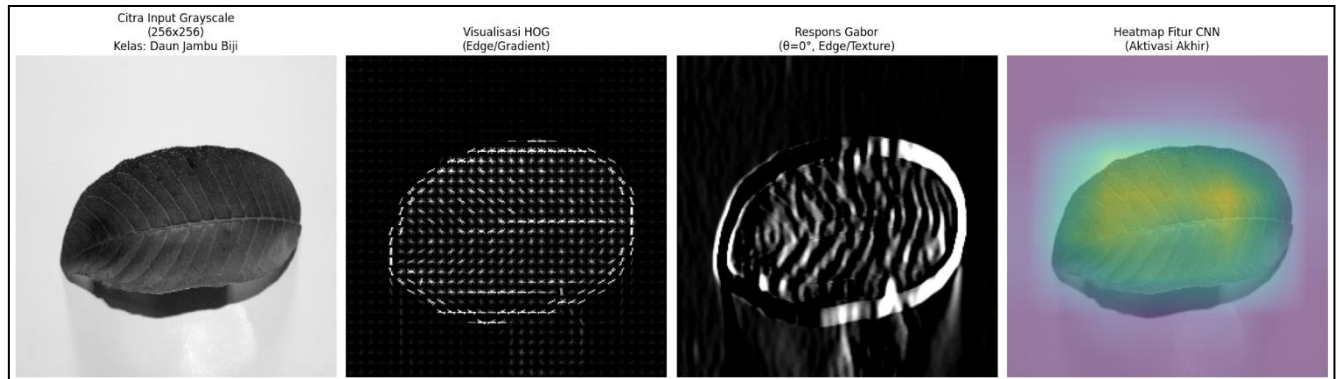 Citra Input Grayscale
(256x256)
Kelas: Daun Jambu Biji
Visualisasi HOG
(Edge/Gradient)
Respons Gabor
(θ=0°, Edge/Texture)
Heatmap Fitur CNN
(Aktivasi Akhir)